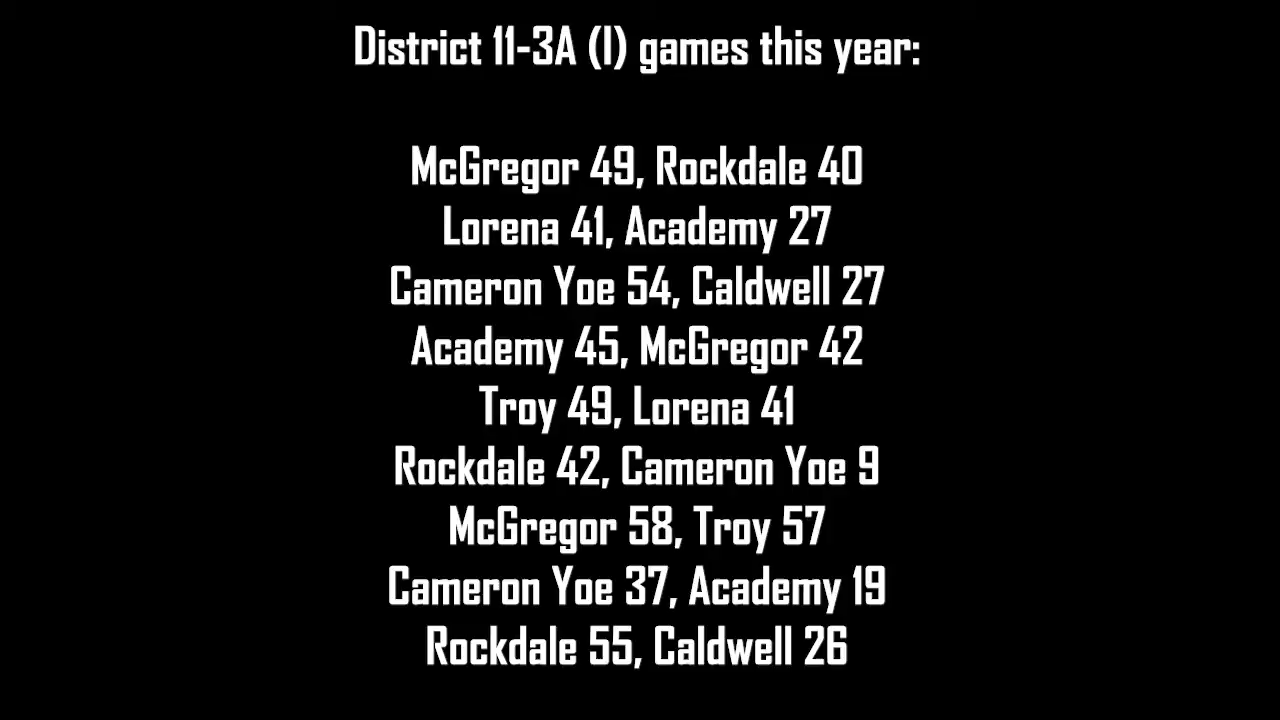 District 11-3A (I) games this year:
McGregor 49, Rockdale 40
Lorena 41, Academy 27
Cameron Yoe 54, Caldwell 27
Academy 45, McGregor 42
Troy 49, Lorena 41
Rockdale 42, Cameron Yoe 9
McGregor 58, Troy 57
Cameron Yoe 37, Academy 19
Rockdale 55, Caldwell 26